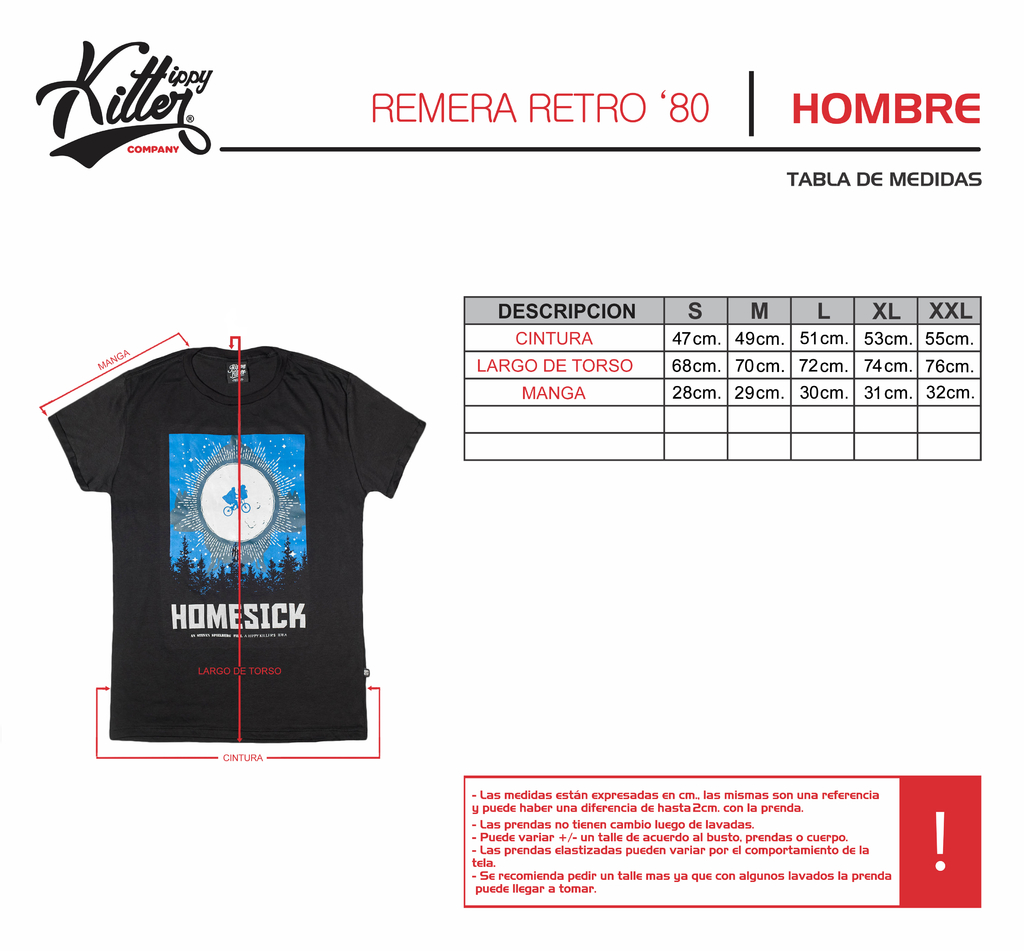 Kippy
Killer®
COMPANY
REMERA RETRO ‘80
HOMBRE
TABLA DE MEDIDAS
DESCRIPCION S M L XL XXL
CINTURA 47cm. 49cm. 51cm. 53cm. 55cm.
LARGO DE TORSO 68cm. 70cm. 72cm. 74cm. 76cm.
MANGA 28cm. 29cm. 30cm. 31cm. 32cm.
MANGA
HOMESICK
LARGO DE TORSO
CINTURA
- Las medidas están expresadas en cm., las mismas son una referencia
y puede haber una diferencia de hasta 2cm. con la prenda.
- Las prendas no tienen cambio luego de lavadas.
- Puede variar +/- un talle de acuerdo al busto, prendas o cuerpo.
- Las prendas elastizadas pueden variar por el comportamiento de la
tela.
- Se recomienda pedir un talle mas ya que con algunos lavados la prenda
puede llegar a tomar.
!